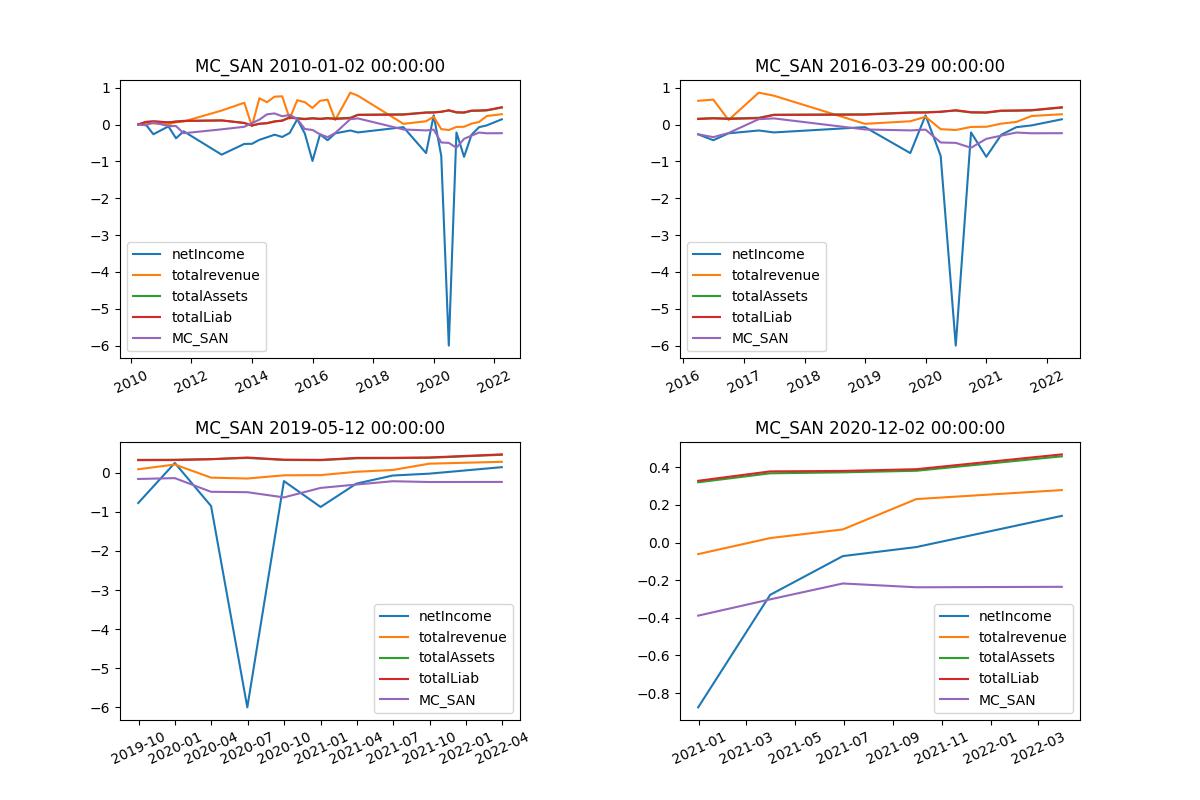 MC_SAN 2010-01-02 00:00:00
1
0
−1
−2
−3
−4
−5
−6
netIncome
totalrevenue
totalAssets
totalLiab
MC_SAN
2010 2012 2014 2016 2018 2020 2022
MC_SAN 2016-03-29 00:00:00
1
0
−1
−2
−3
−4
−5
−6
netIncome
totalrevenue
totalAssets
totalLiab
MC_SAN
2016 2017 2018 2019 2020 2021 2022
MC_SAN 2019-05-12 00:00:00
0
−1
−2
−3
−4
−5
−6
netIncome
totalrevenue
totalAssets
totalLiab
MC_SAN
2019-10 2020-01 2020-04 2020-07 2020-10 2021-01 2021-04 2021-07 2021-10 2022-01 2022-04
MC_SAN 2020-12-02 00:00:00
0.4
0.2
0.0
−0.2
−0.4
−0.6
−0.8
netIncome
totalrevenue
totalAssets
totalLiab
MC_SAN
2021-01 2021-03 2021-05 2021-07 2021-09 2021-11 2022-01 2022-03